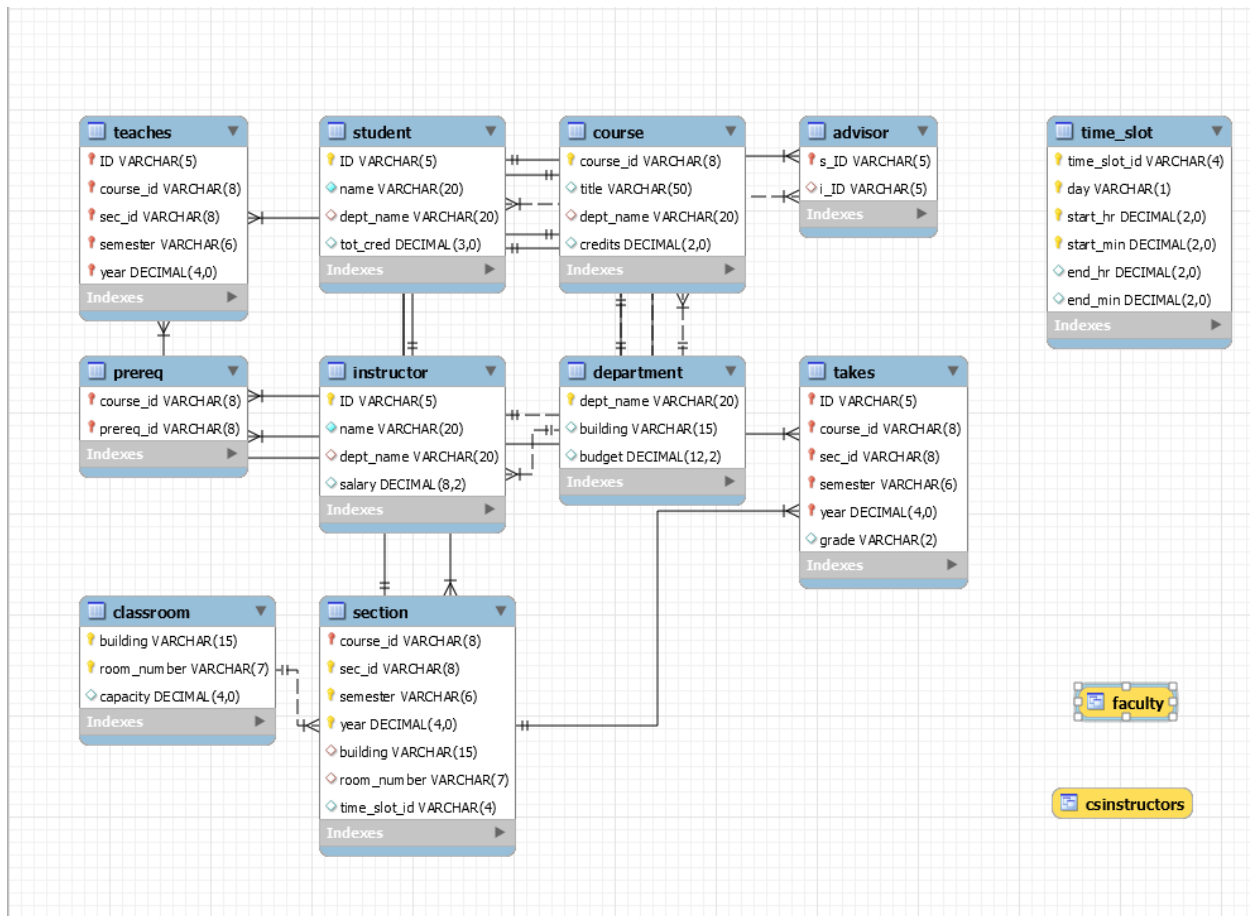 teaches
ID VARCHAR(5)
course_id VARCHAR(8)
sec_id VARCHAR(8)
semester VARCHAR(6)
year DECIMAL(4,0)
Indexes
student
ID VARCHAR(5)
name VARCHAR(20)
dept_name VARCHAR(20)
tot_cred DECIMAL(3,0)
Indexes
course
course_id VARCHAR(8)
title VARCHAR(50)
dept_name VARCHAR(20)
credits DECIMAL(2,0)
Indexes
advisor
s_ID VARCHAR(5)
i_ID VARCHAR(5)
Indexes
time_slot
time_slot_id VARCHAR(4)
day VARCHAR(1)
start_hr DECIMAL(2,0)
start_min DECIMAL(2,0)
end_hr DECIMAL(2,0)
end_min DECIMAL(2,0)
Indexes
prereq
course_id VARCHAR(8)
prereq_id VARCHAR(8)
Indexes
instructor
ID VARCHAR(5)
name VARCHAR(20)
dept_name VARCHAR(20)
salary DECIMAL(8,2)
Indexes
department
dept_name VARCHAR(20)
building VARCHAR(15)
budget DECIMAL(12,2)
Indexes
takes
ID VARCHAR(5)
course_id VARCHAR(8)
sec_id VARCHAR(8)
semester VARCHAR(6)
year DECIMAL(4,0)
grade VARCHAR(2)
Indexes
classroom
building VARCHAR(15)
room_number VARCHAR(7)
capacity DECIMAL(4,0)
Indexes
section
course_id VARCHAR(8)
sec_id VARCHAR(8)
semester VARCHAR(6)
year DECIMAL(4,0)
building VARCHAR(15)
room_number VARCHAR(7)
time_slot_id VARCHAR(4)
Indexes
faculty
csinstructors